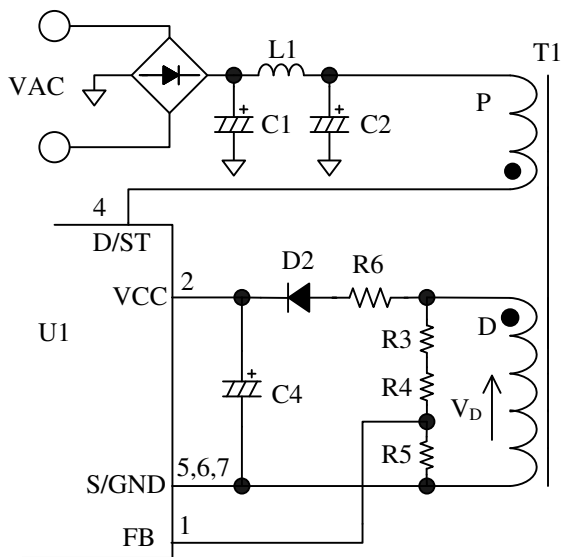 L1
T1
VAC
+
C1
+
C2
P
4
D/ST
2
D2
R6
VCC
U1
D
R3
+
C4
R4
VD
R5
5,6,7
S/GND
1
FB